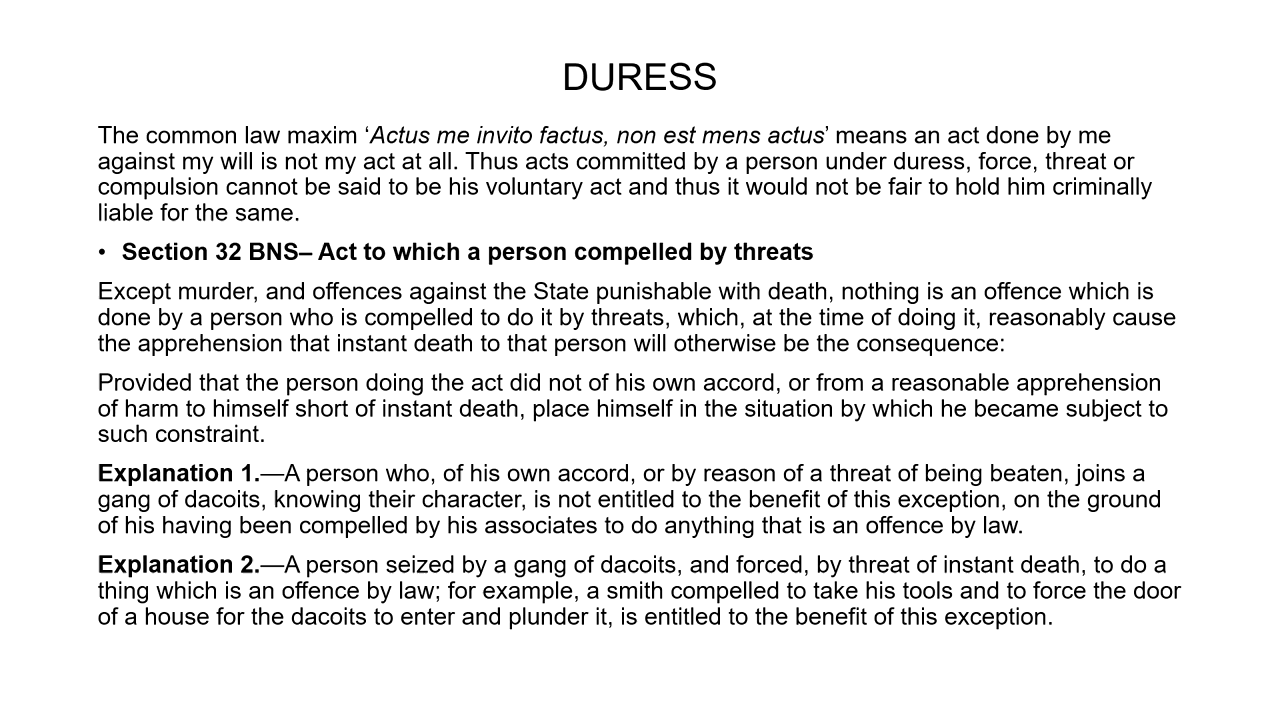 DURESS
The common law maxim ‘Actus me invito factus, non est mens actus’ means an act done by me
against my will is not my act at all. Thus acts committed by a person under duress, force, threat or
compulsion cannot be said to be his voluntary act and thus it would not be fair to hold him criminally
liable for the same.
• Section 32 BNS– Act to which a person compelled by threats
Except murder, and offences against the State punishable with death, nothing is an offence which is
done by a person who is compelled to do it by threats, which, at the time of doing it, reasonably cause
the apprehension that instant death to that person will otherwise be the consequence:
Provided that the person doing the act did not of his own accord, or from a reasonable apprehension
of harm to himself short of instant death, place himself in the situation by which he became subject to
such constraint.
Explanation 1.—A person who, of his own accord, or by reason of a threat of being beaten, joins a
gang of dacoits, knowing their character, is not entitled to the benefit of this exception, on the ground
of his having been compelled by his associates to do anything that is an offence by law.
Explanation 2.—A person seized by a gang of dacoits, and forced, by threat of instant death, to do a
thing which is an offence by law; for example, a smith compelled to take his tools and to force the door
of a house for the dacoits to enter and plunder it, is entitled to the benefit of this exception.